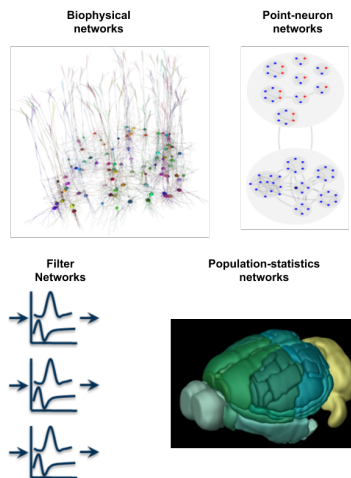 Biophysical
networks
Point-neuron
networks
Filter
Networks
Population-statistics
networks